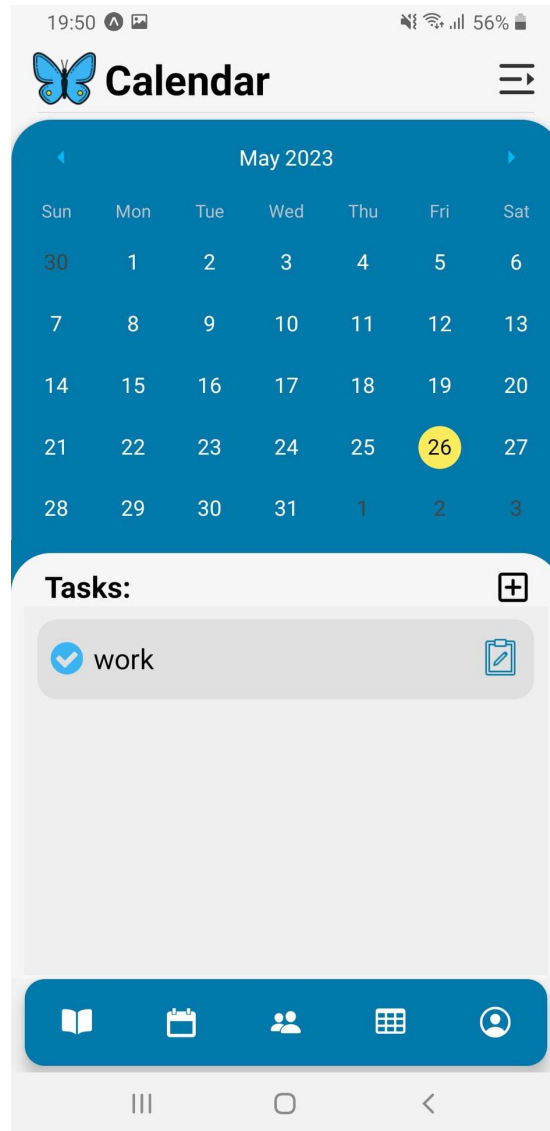 19:50 56%
Calendar
May 2023
Sun Mon Tue Wed Thu Fri Sat
30 1 2 3 4 5 6
7 8 9 10 11 12 13
14 15 16 17 18 19 20
21 22 23 24 25 26 27
28 29 30 31 1 2 3
Tasks:
work